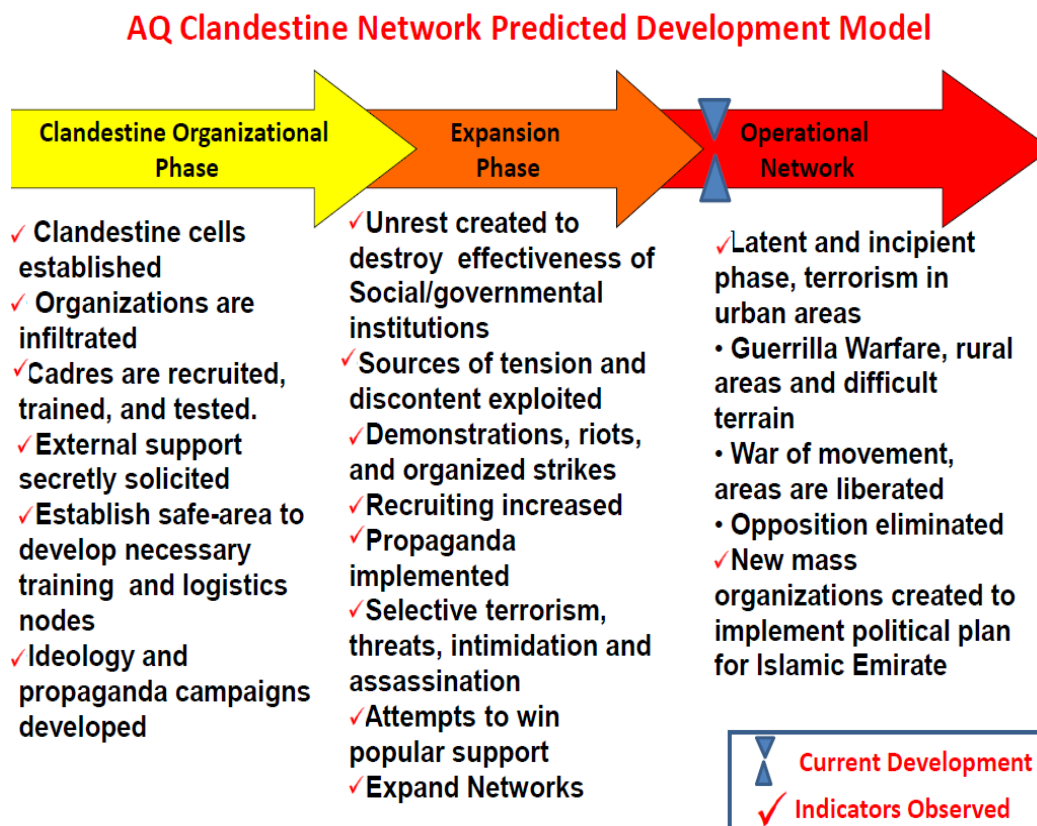 AQ Clandestine Network Predicted Development Model
Clandestine Organizational
Phase
✓ Clandestine cells
established
✓ Organizations are
infiltrated
✓Cadres are recruited,
trained, and tested.
✓External support
secretly solicited
✓Establish safe-area to
develop necessary
training and logistics
nodes
✓Ideology and
propaganda campaigns
developed
Expansion
Phase
✓Unrest created to
destroy effectiveness of
Social/governmental
institutions
✓Sources of tension and
discontent exploited
✓Demonstrations, riots,
and organized strikes
✓Recruiting increased
✓Propaganda
implemented
✓Selective terrorism,
threats, intimidation and
assassination
✓Attempts to win
popular support
✓Expand Networks
Operational
Network
✓Latent and incipient
phase, terrorism in
urban areas
• Guerrilla Warfare, rural
areas and difficult
terrain
• War of movement,
areas are liberated
• Opposition eliminated
✓New mass
organizations created to
implement political plan
for Islamic Emirate
Current Development
✓ Indicators Observed